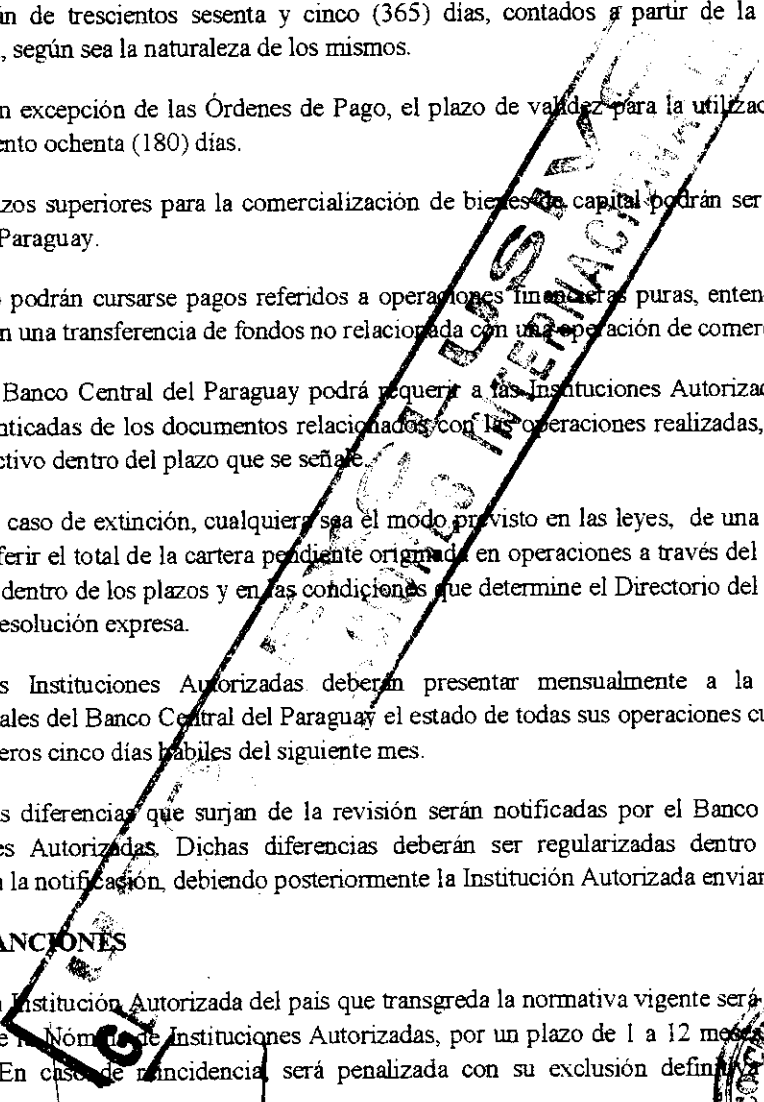 án de trescientos sesenta y cinco (365) días, contados a partir de la
, según sea la naturaleza de los mismos.
n excepción de las Órdenes de Pago, el plazo de validez para la utilizac
ento ochenta (180) días.
zos superiores para la comercialización de bienes de capital podrán ser
Paraguay.
podrán cursarse pagos referidos a operaciones financieras puras, enten
n una transferencia de fondos no relacionada con una operación de comer
Banco Central del Paraguay podrá requerir a las Instituciones Autorizad
nticadas de los documentos relacionados con las operaciones realizadas,
ctivo dentro del plazo que se señale.
caso de extinción, cualquiera sea el modo previsto en las leyes, de una
ferir el total de la cartera pendiente originada en operaciones a través del
dentro de los plazos y en las condiciones que determine el Directorio del
esolución expresa.
s Instituciones Autorizadas deberán presentar mensualmente a la
ales del Banco Central del Paraguay el estado de todas sus operaciones cu
eros cinco días hábiles del siguiente mes.
s diferencias que surjan de la revisión serán notificadas por el Banco
es Autorizadas. Dichas diferencias deberán ser regularizadas dentro
a la notificación, debiendo posteriormente la Institución Autorizada enviar
ANCIONES
a Institución Autorizada del país que transgreda la normativa vigente será
e la Nómina de Instituciones Autorizadas, por un plazo de 1 a 12 meses
En caso de reincidencia será penalizada con su exclusión definitiva
EXCLUSIVO
INTERNACIONAL